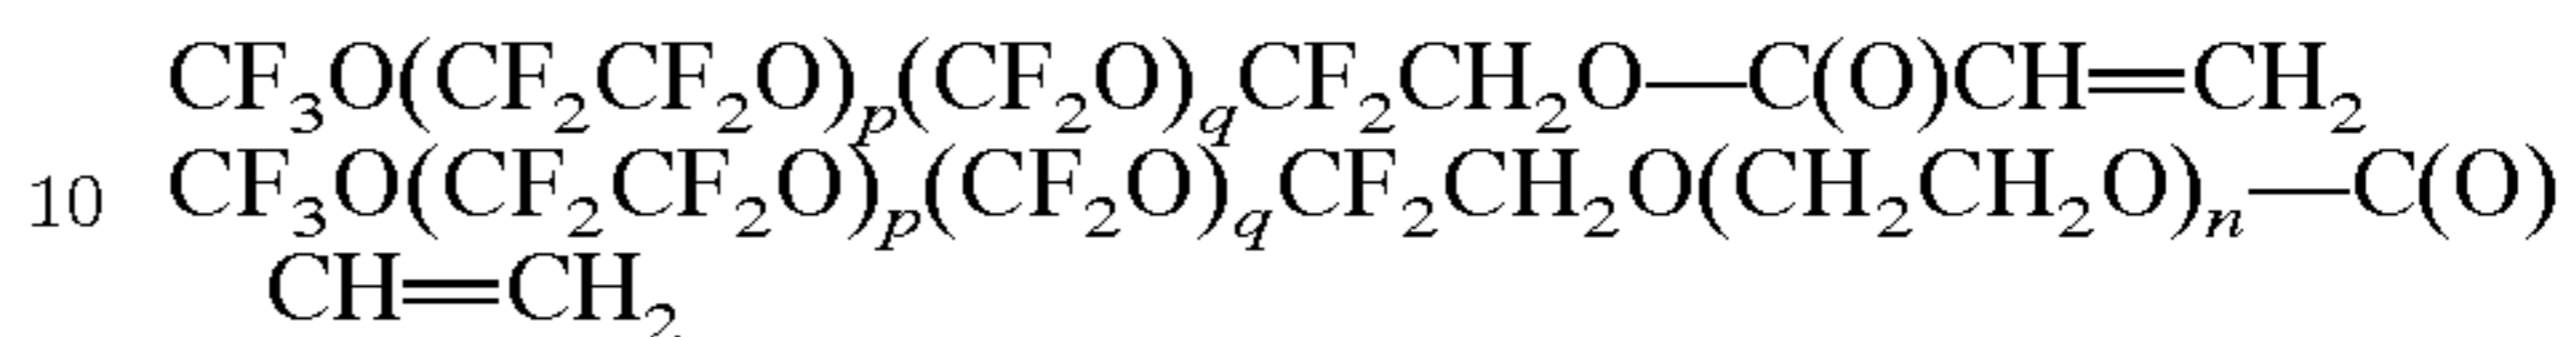 CF₃O(CF₂CF₂O)ₚ(CF₂O)qCF₂CH₂O—C(O)CH=CH₂
10 CF₃O(CF₂CF₂O)ₚ(CF₂O)qCF₂CH₂O(CH₂CH₂O)ₙ—C(O)
CH=CH₂